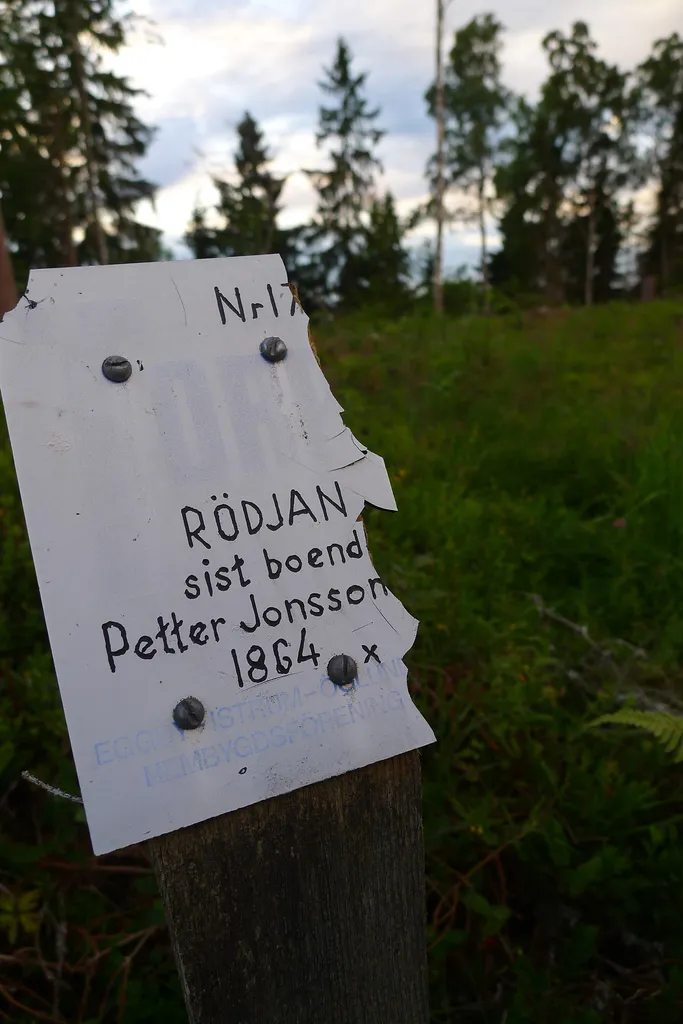 Nr 17
RÖDJAN
sist boend
Petter Jonsson
1864 x
HEMBYGDSFÖRENING